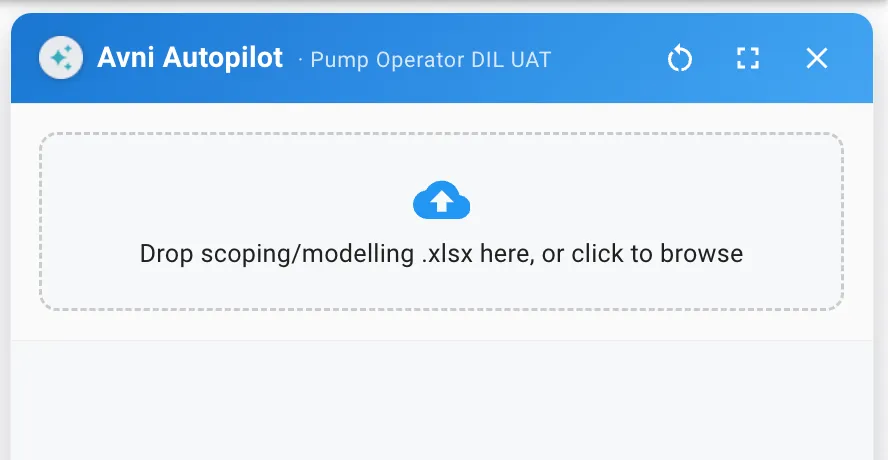 Avni Autopilot · Pump Operator DIL UAT
Drop scoping/modelling .xlsx here, or click to browse